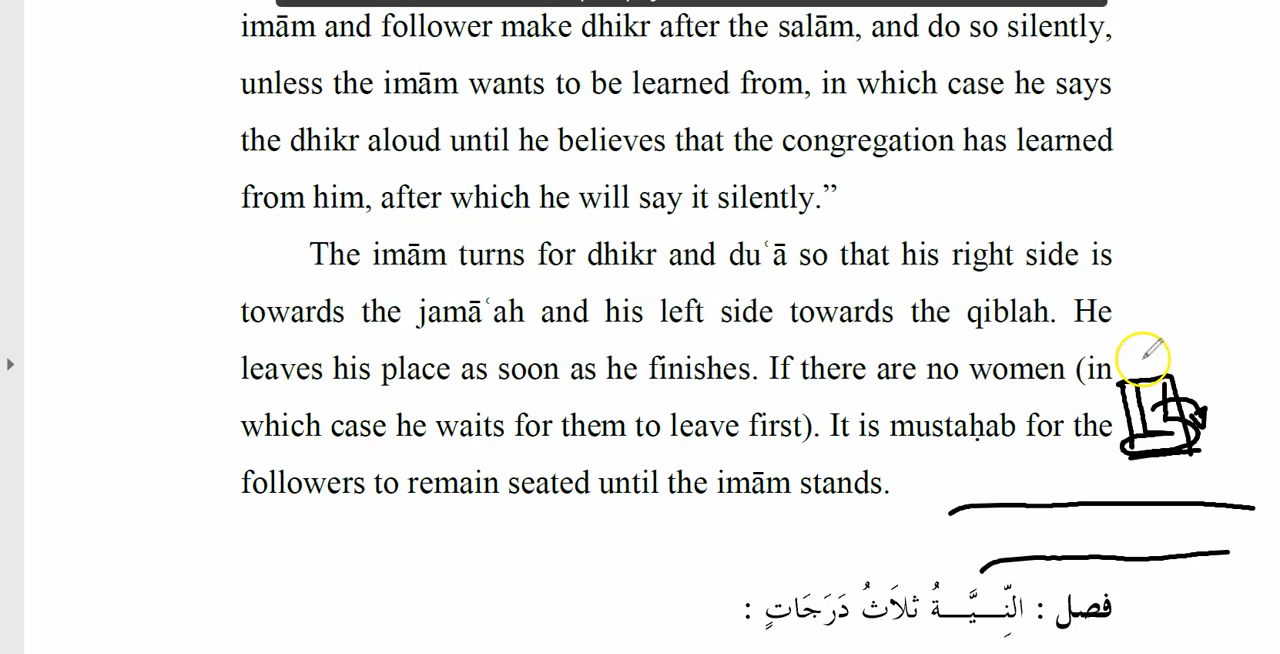 imām and follower make dhikr after the salām, and do so silently,
unless the imām wants to be learned from, in which case he says
the dhikr aloud until he believes that the congregation has learned
from him, after which he will say it silently.”
The imām turns for dhikr and duʿā so that his right side is
towards the jamāʿah and his left side towards the qiblah. He
leaves his place as soon as he finishes. If there are no women (in
which case he waits for them to leave first). It is mustaḥab for the
followers to remain seated until the imām stands.
فصل : النِّـــيَّـــةُ ثلاَثُ دَرَجَاتٍ :